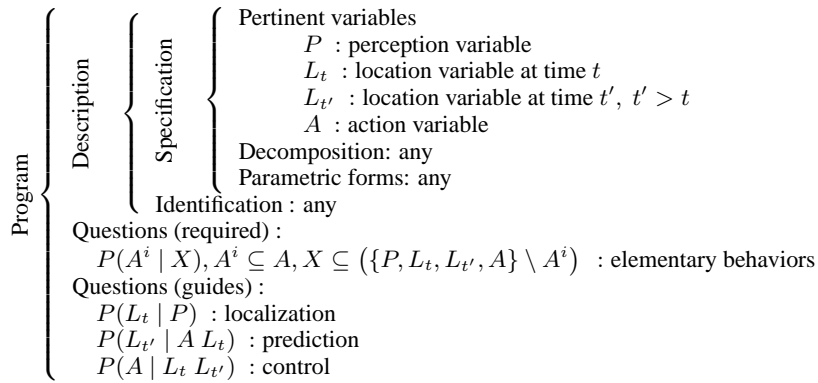 Program
Description
Specification
Pertinent variables
P : perception variable
L_t : location variable at time t
L_{t'} : location variable at time t', t' > t
A : action variable
Decomposition: any
Parametric forms: any
Identification : any
Questions (required) :
P(A^i | X), A^i ⊆ A, X ⊆ ({P, L_t, L_{t'}, A} \ A^i) : elementary behaviors
Questions (guides) :
P(L_t | P) : localization
P(L_{t'} | A L_t) : prediction
P(A | L_t L_{t'}) : control